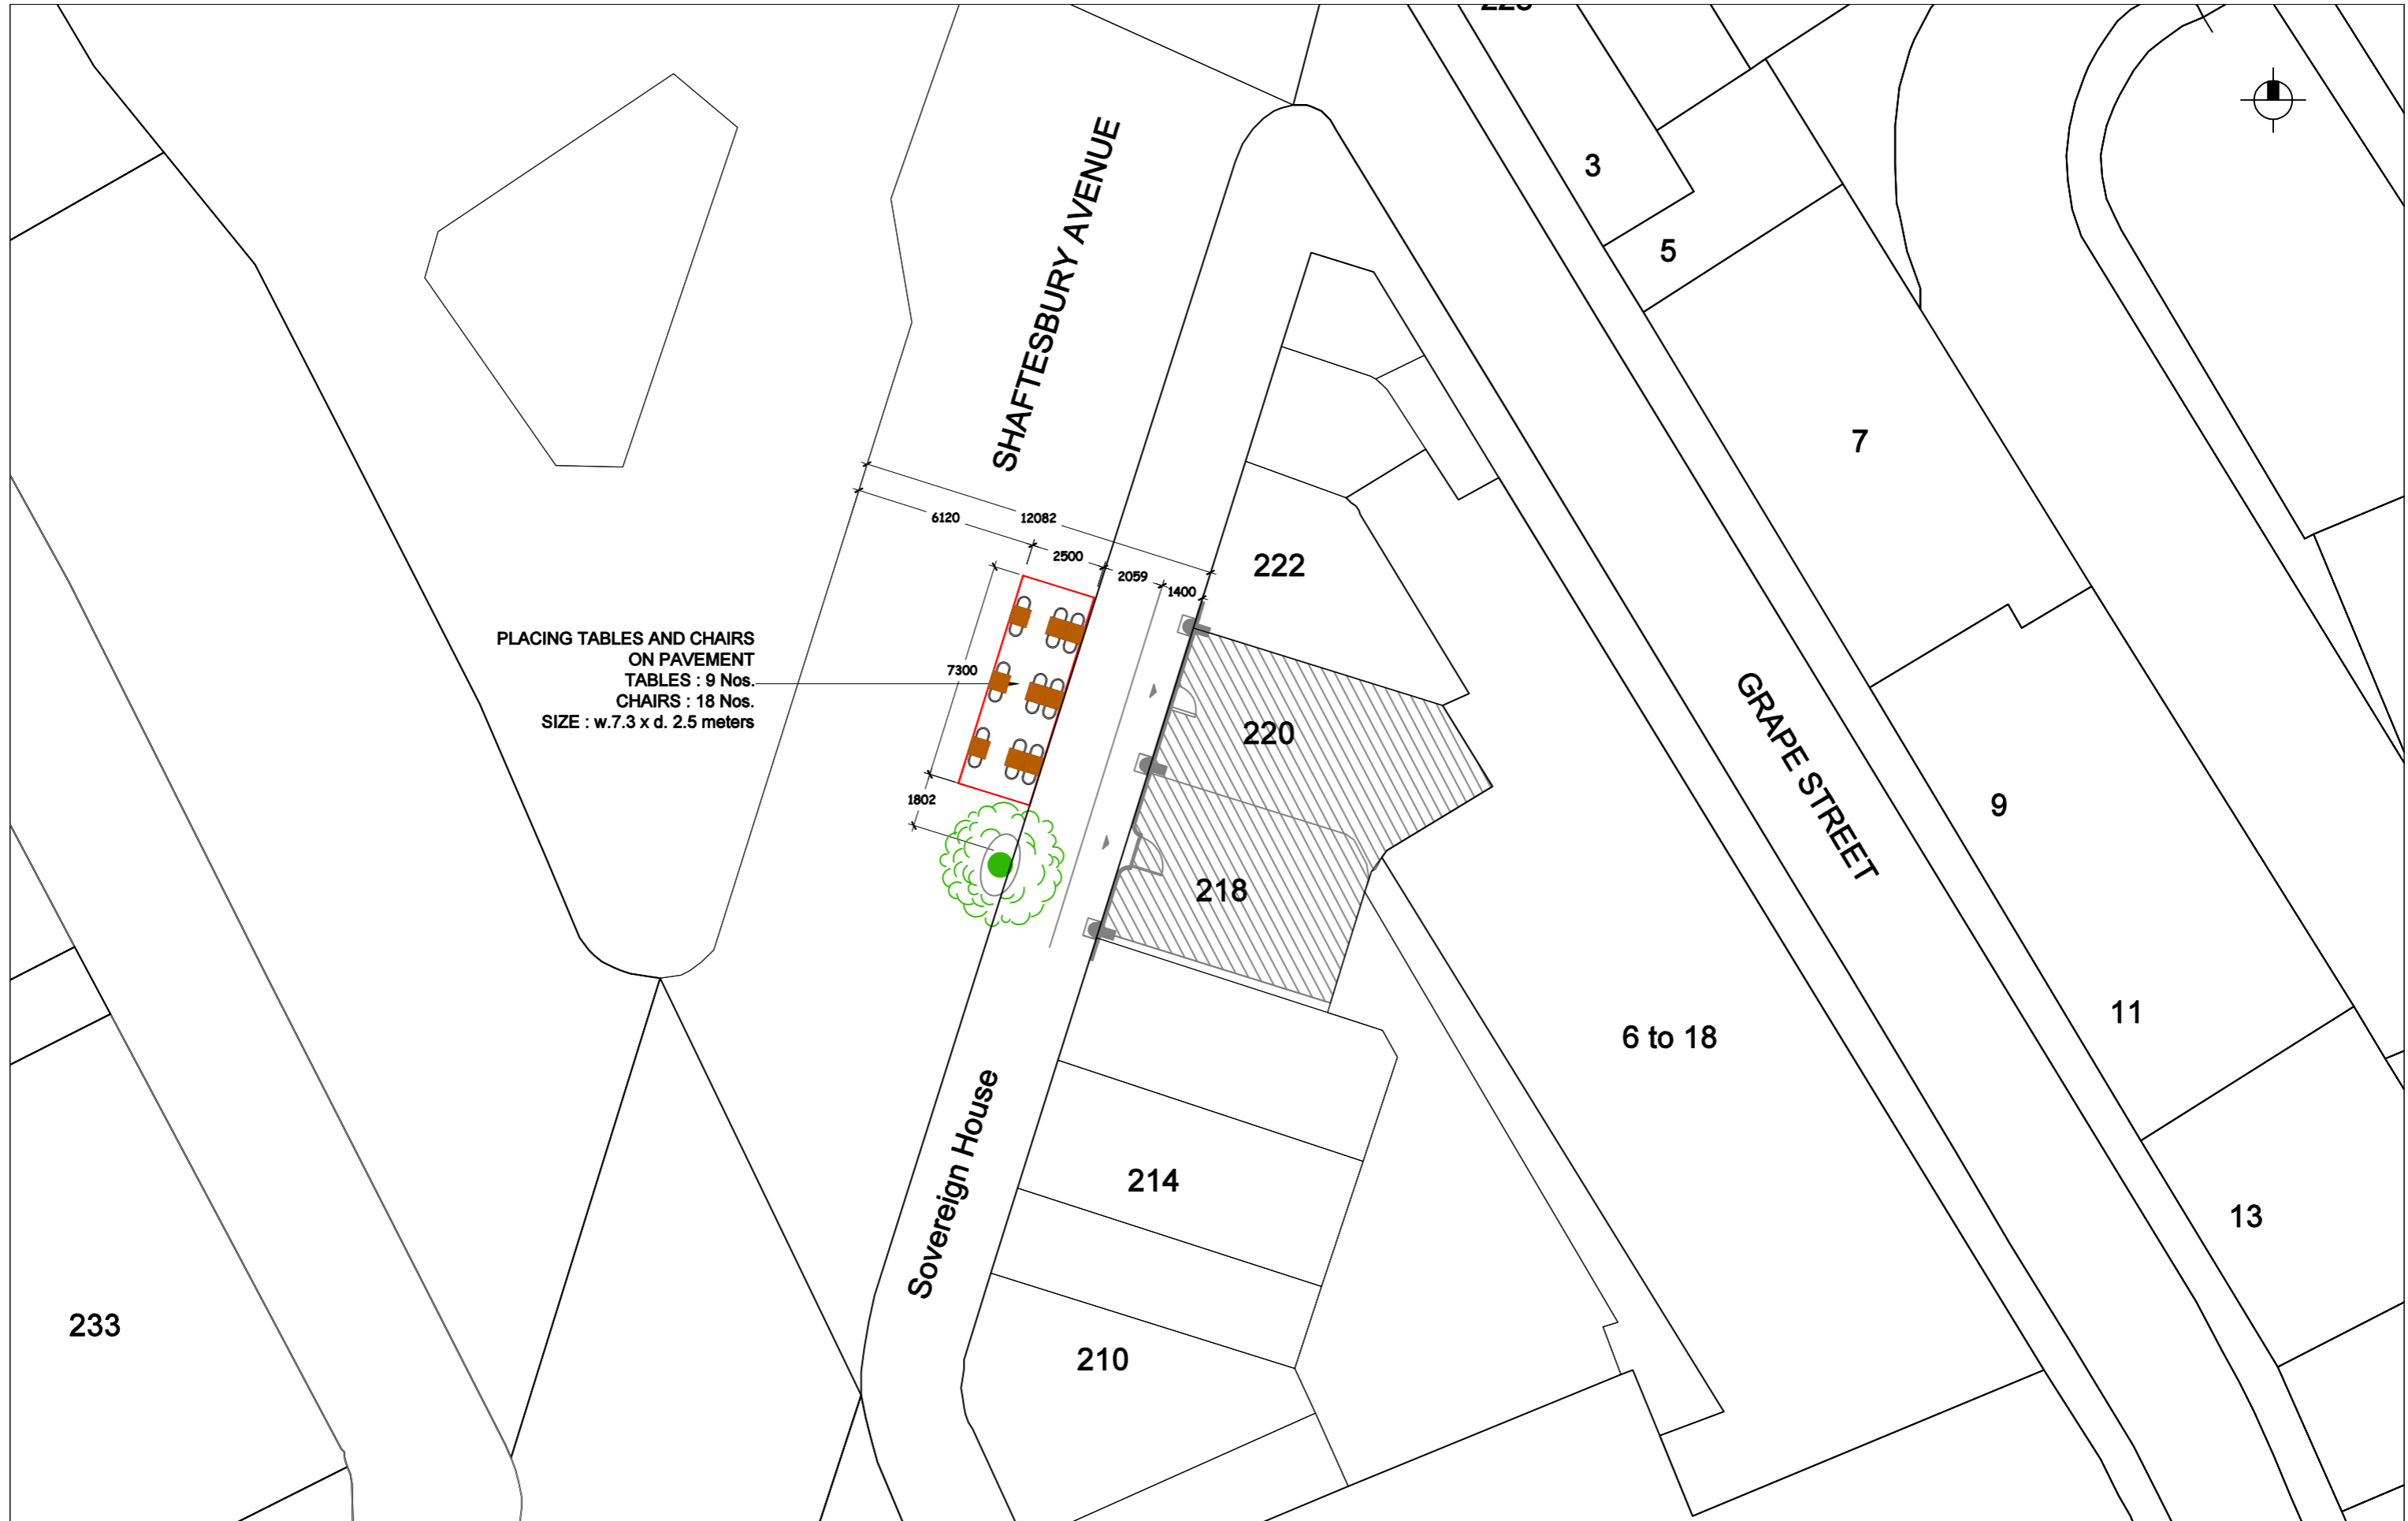 SHAFTESBURY AVENUE
3
5
7
6120
12082
2500
2059
1400
222
PLACING TABLES AND CHAIRS
ON PAVEMENT
TABLES : 9 Nos.
CHAIRS : 18 Nos.
SIZE : w.7.3 x d. 2.5 meters
7300
1802
220
218
GRAPE STREET
9
11
6 to 18
13
Sovereign House
214
210
233